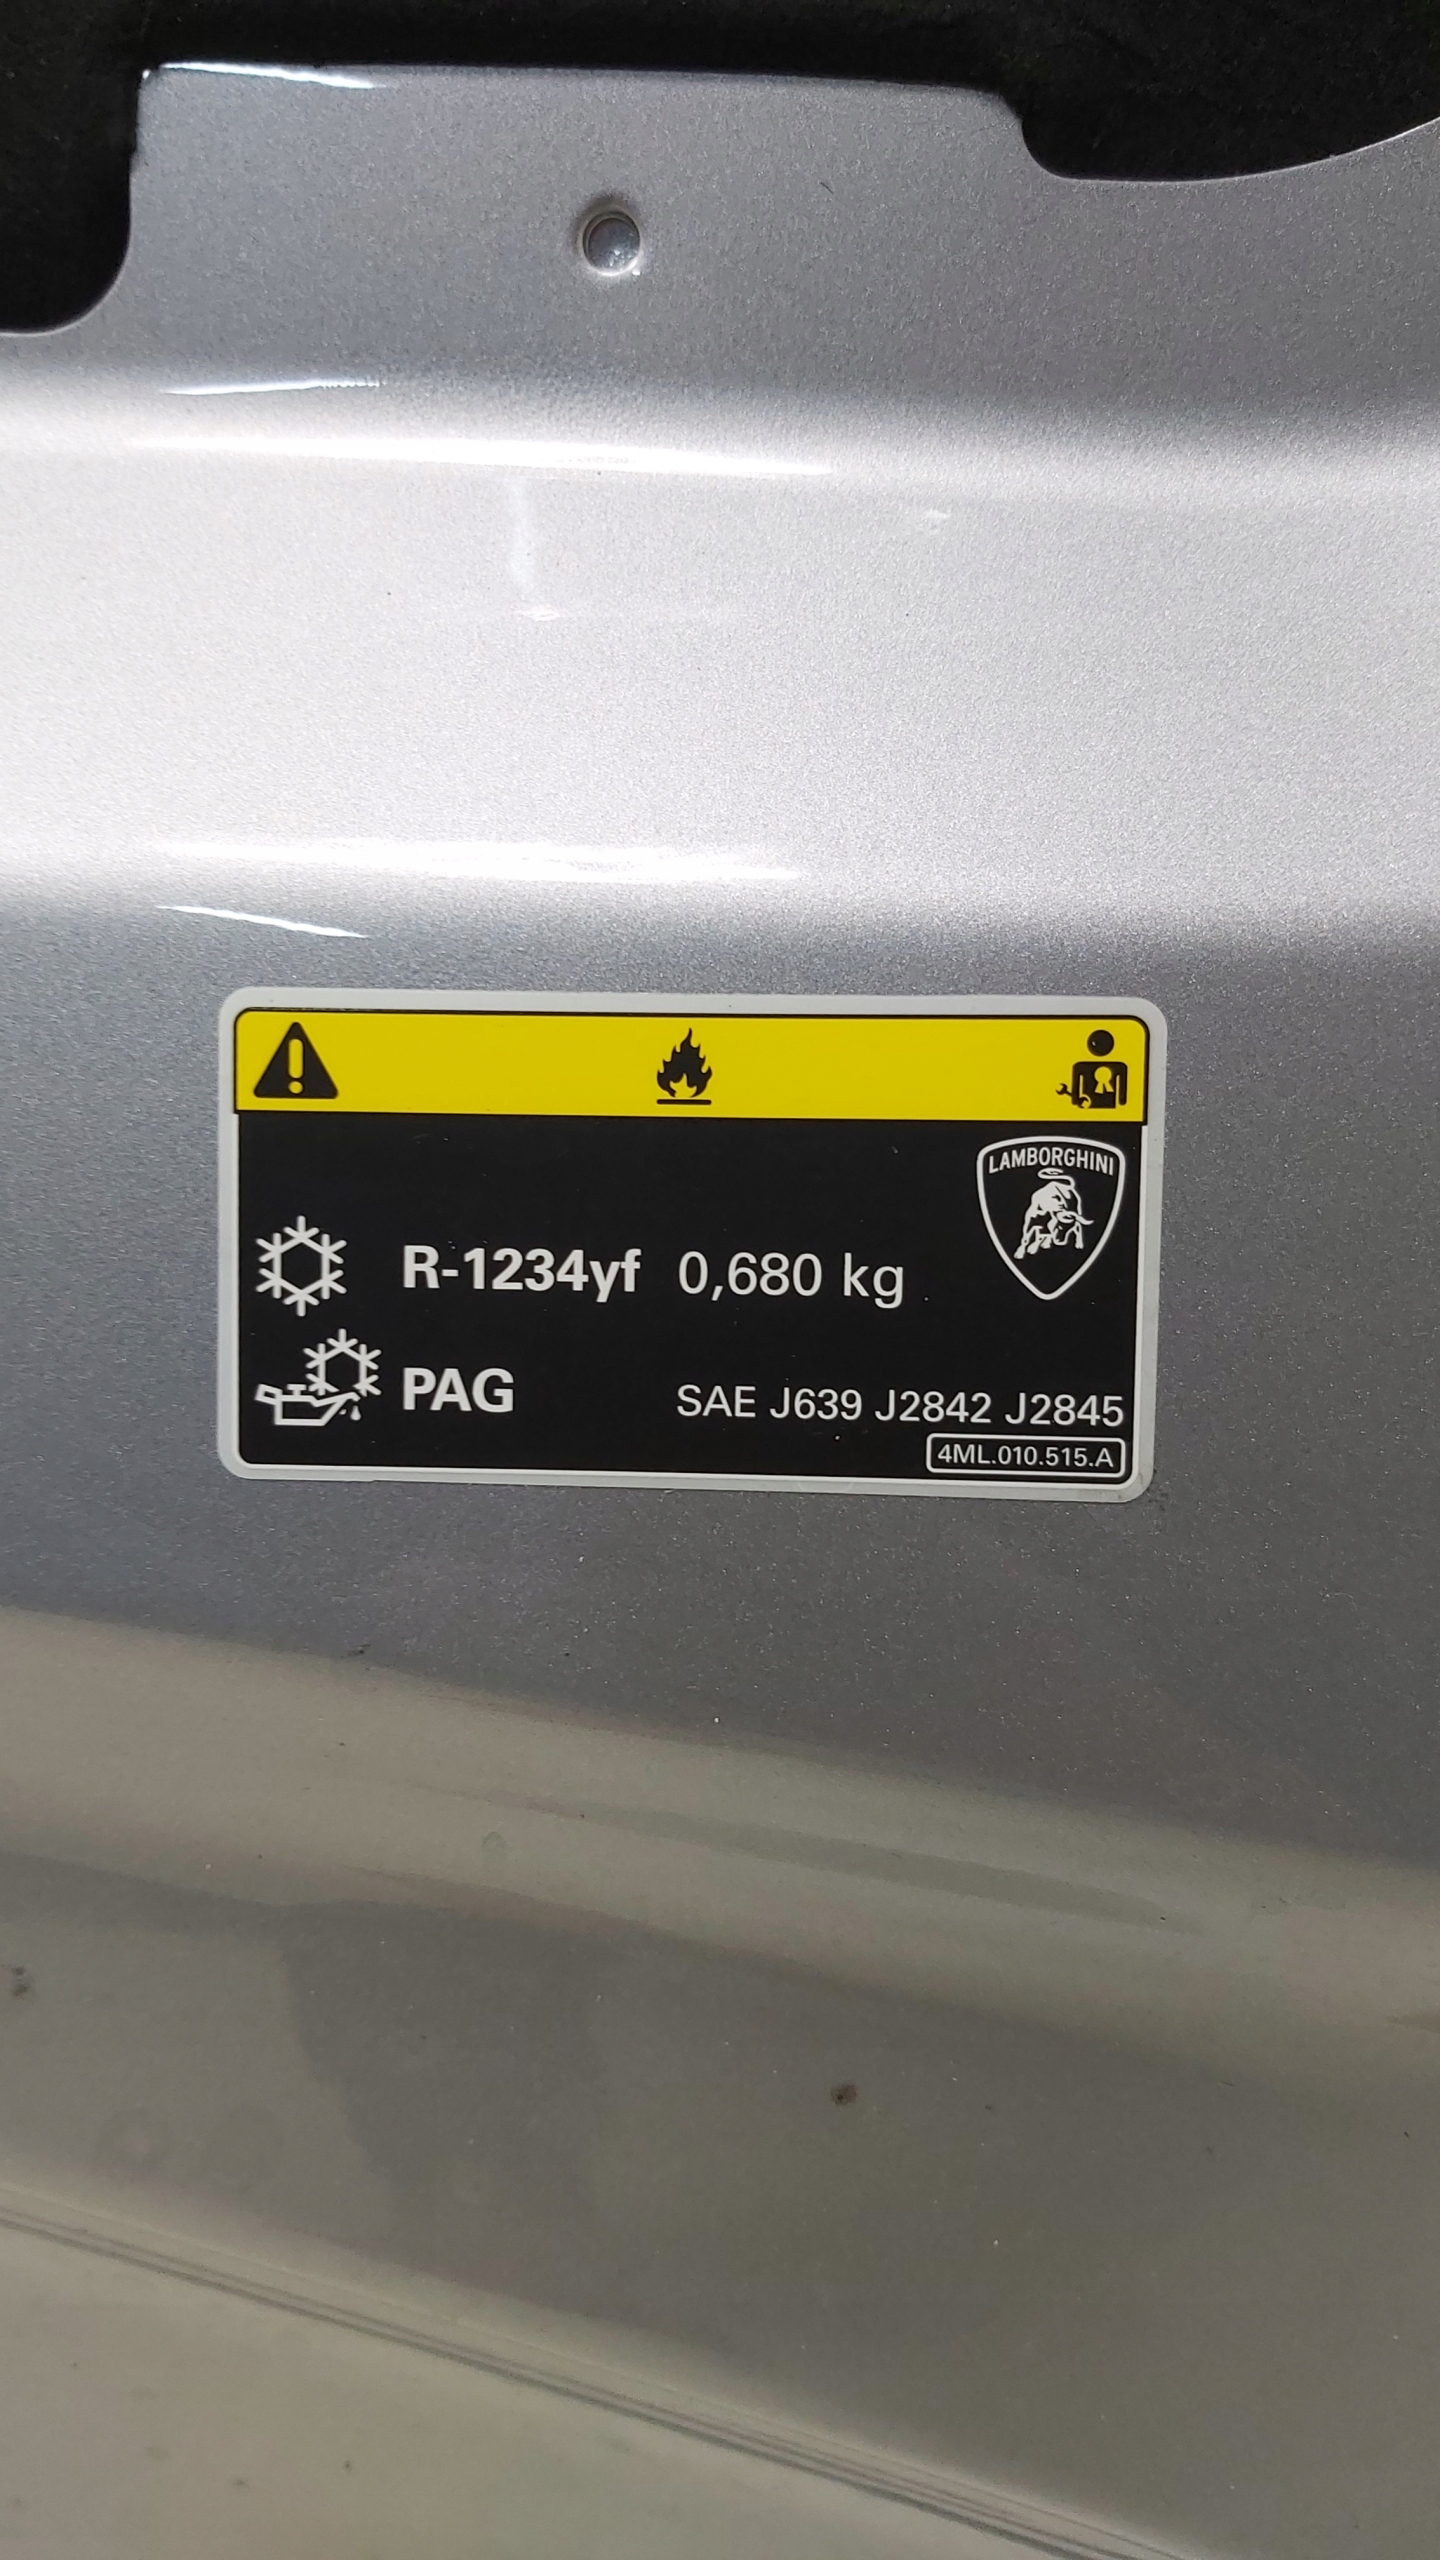 LAMBORGHINI
R-1234yf 0,680 kg
PAG
SAE J639 J2842 J2845
4ML.010.515.A